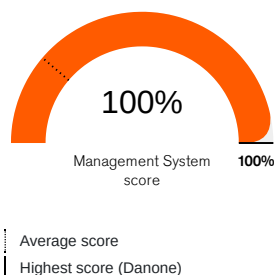 100%
Management System
score
100%
Average score
Highest score (Danone)